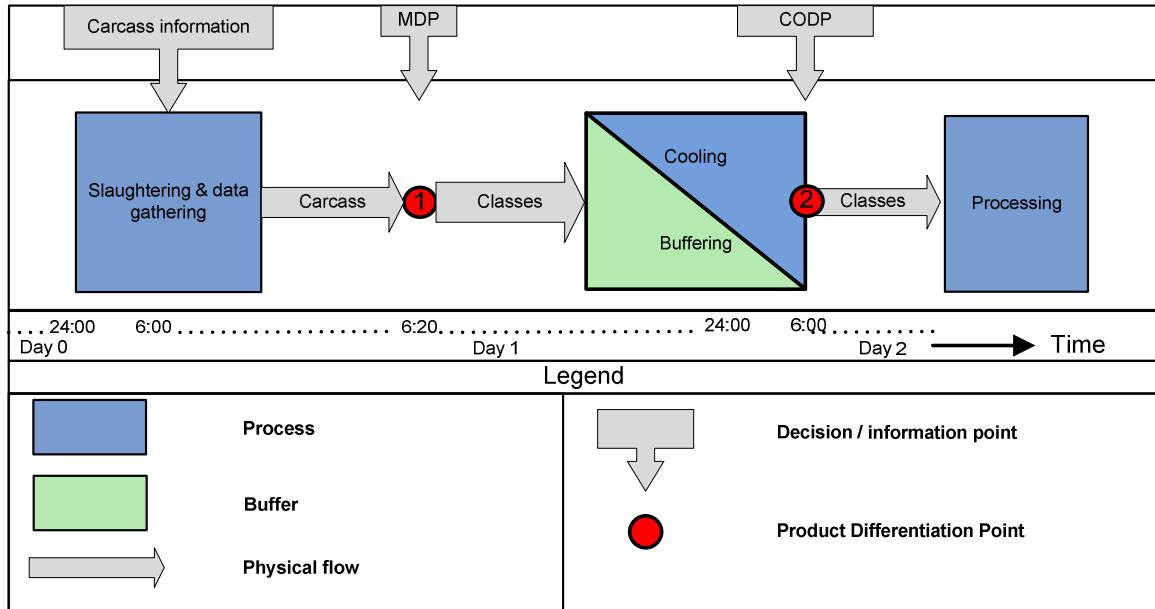 Carcass information
MDP
CODP
Slaughtering & data
gathering
Carcass
1
Classes
Cooling
Buffering
2
Classes
Processing
24:00
6:00
6:20
24:00
6:00
Day 0
Day 1
Day 2
Time
Legend
Process
Buffer
Physical flow
Decision / information point
Product Differentiation Point